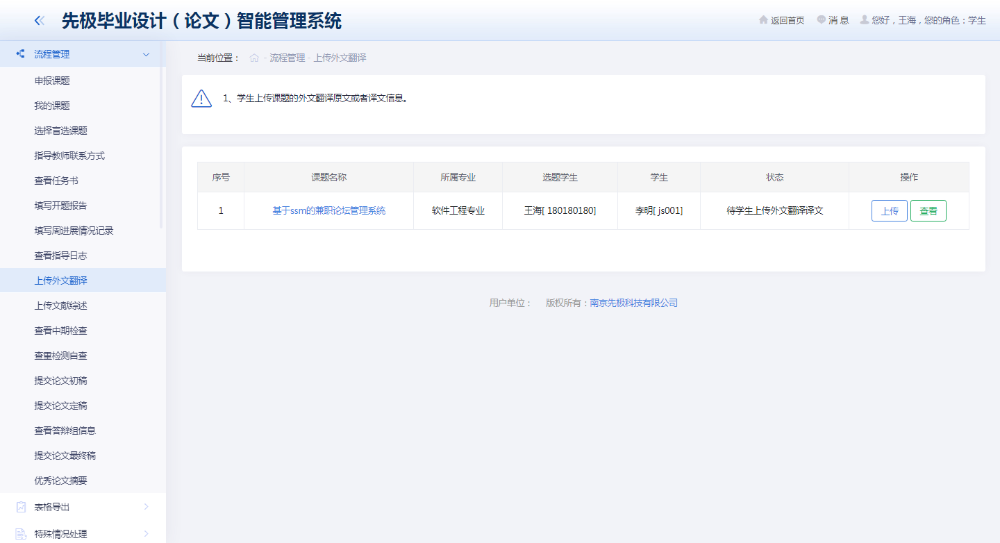 先极毕业设计（论文）智能管理系统
返回首页 消 息 您好，王海，您的角色：学生
流程管理
申报课题
我的课题
选择盲选课题
指导教师联系方式
查看任务书
填写开题报告
填写周进展情况记录
查看指导日志
上传外文翻译
上传文献综述
查看中期检查
查重检测自查
提交论文初稿
提交论文定稿
查看答辩组信息
提交论文最终稿
优秀论文摘要
表格导出
特殊情况处理
当前位置： - 流程管理 - 上传外文翻译
1、学生上传课题的外文翻译原文或者译文信息。
序号 课题名称 所属专业 选题学生 学生 状态 操作
1 基于ssm的兼职论坛管理系统 软件工程专业 王海[ 180180180] 李明[ js001] 待学生上传外文翻译译文 上传 查看
用户单位： 版权所有：南京先极科技有限公司